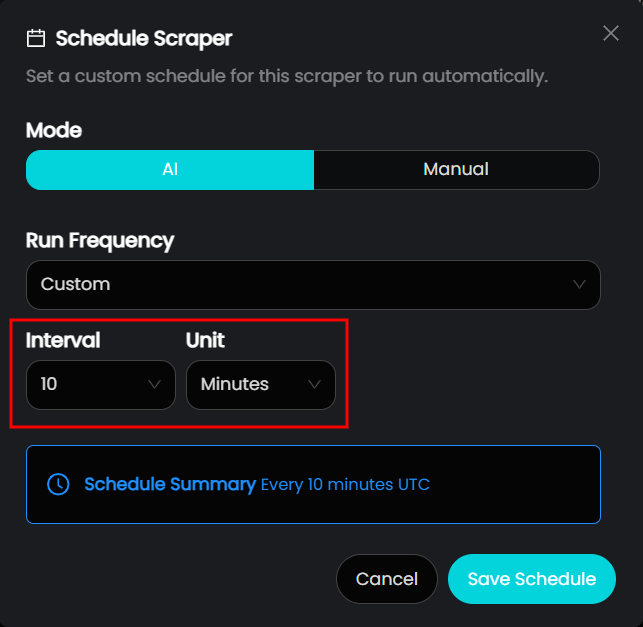 Schedule Scraper
Set a custom schedule for this scraper to run automatically.
Mode
AI Manual
Run Frequency
Custom
Interval Unit
10 Minutes
Schedule Summary Every 10 minutes UTC
Cancel Save Schedule